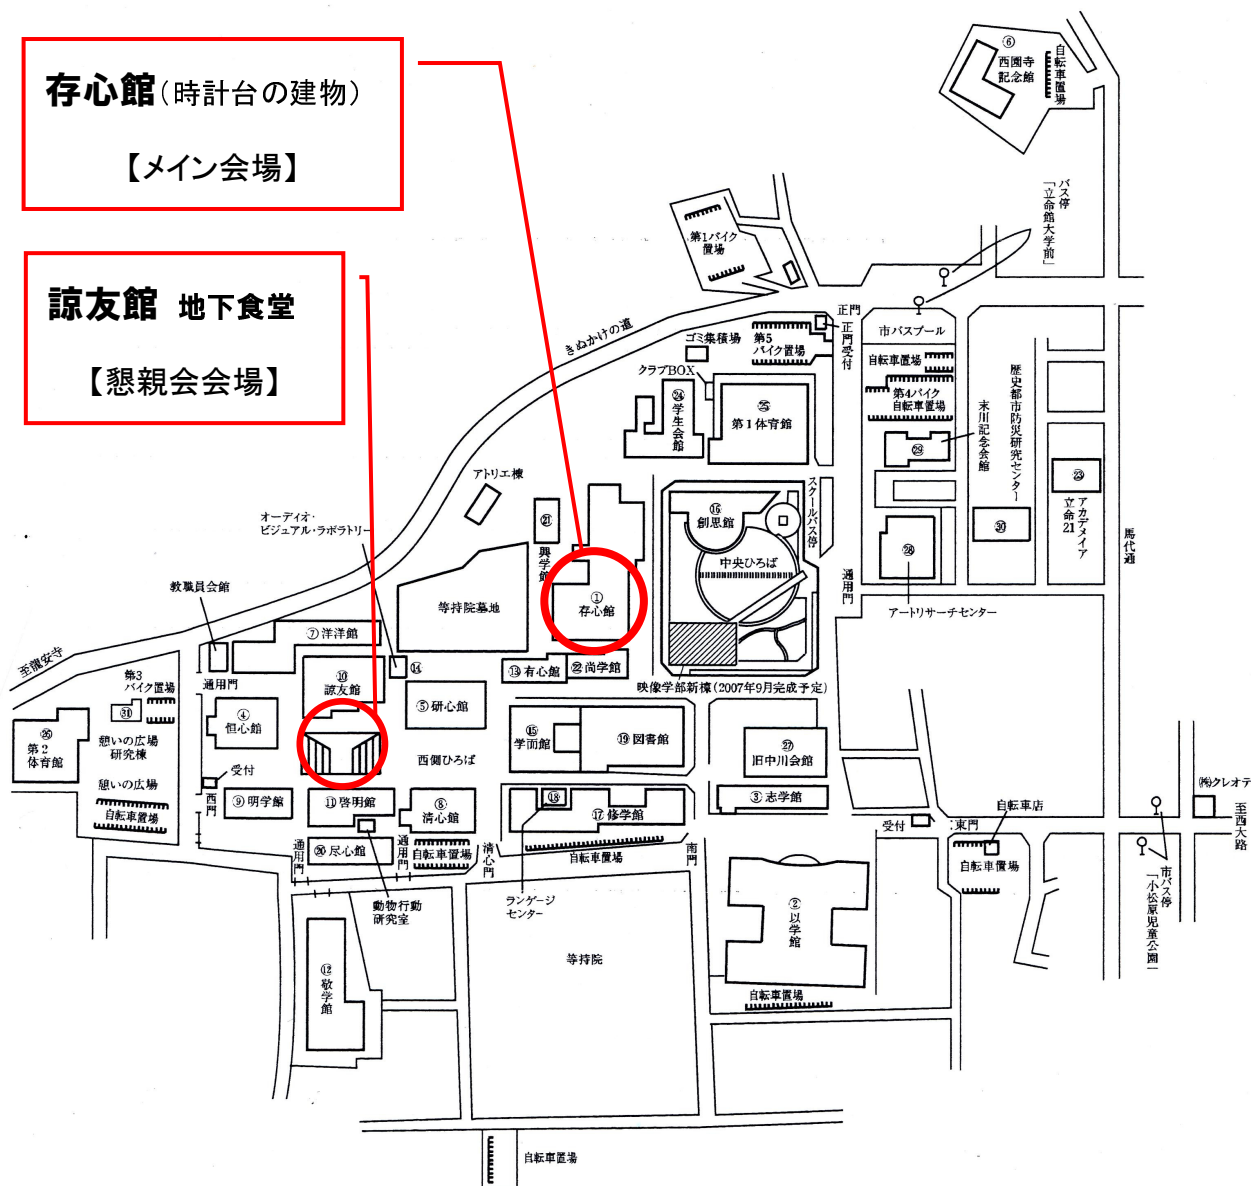 存心館(時計台の建物)
【メイン会場】
諒友館 地下食堂
【懇親会会場】
⑥
西園寺
記念館
自転車置場
バス停
「立命館大学前」
第1バイク
置場
きぬかけの道
正門
正門受付
ゴミ集積場
第5
バイク置場
クラブBOX
市バスプール
自転車置場
第4バイク
自転車置場
末川記念会館
歴史都市防災研究センター
㉔学生会館
㉕
第1体育館
㉙
㉓
アカデメイア
立命21
馬代通
㉚
㉘
アートリサーチセンター
スクールバス停
通用門
アトリエ棟
オーディオ・
ビジュアル・ラボラトリー
㉑
興学館
⑯
創思館
中央ひろば
①
存心館
等持院墓地
教職員会館
⑦洋洋館
至龍安寺
通用門
第3
バイク置場
㉛
⑩
諒友館
⑭
⑬有心館
㉒尚学館
映像学部新棟(2007年9月完成予定)
㉖
第2
体育館
憩いの広場
研究棟
憩いの広場
自転車置場
④
恒心館
⑤研心館
西側ひろば
⑮
学而館
⑲図書館
㉗
旧中川会館
受付
西門
⑨明学館
⑪啓明館
⑧
清心館
⑱
⑰修学館
③志学館
受付
東門
自転車店
自転車置場
㈱クレオテ
至西大路
市バス停
「小松原児童公園」
通用門
⑳尽心館
通用門
自転車置場
清心門
自転車置場
南門
動物行動
研究室
ランゲージ
センター
②以学館
自転車置場
⑫敬学館
等持院
自転車置場